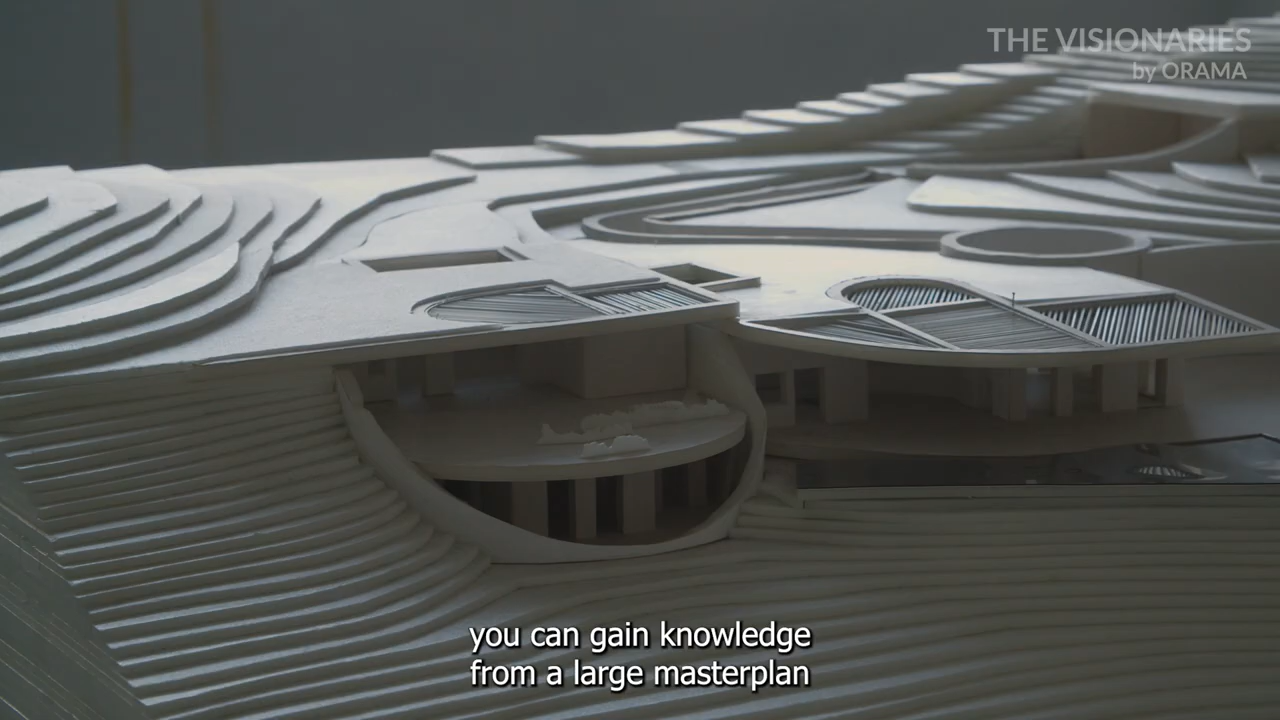 THE VISIONARIES
by ORAMA
you can gain knowledge
from a large masterplan